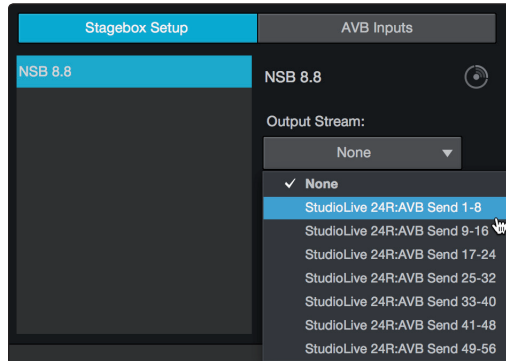 Stagebox Setup
AVB Inputs
NSB 8.8
NSB 8.8
Output Stream:
None
✓ None
StudioLive 24R:AVB Send 1-8
StudioLive 24R:AVB Send 9-16
StudioLive 24R:AVB Send 17-24
StudioLive 24R:AVB Send 25-32
StudioLive 24R:AVB Send 33-40
StudioLive 24R:AVB Send 41-48
StudioLive 24R:AVB Send 49-56